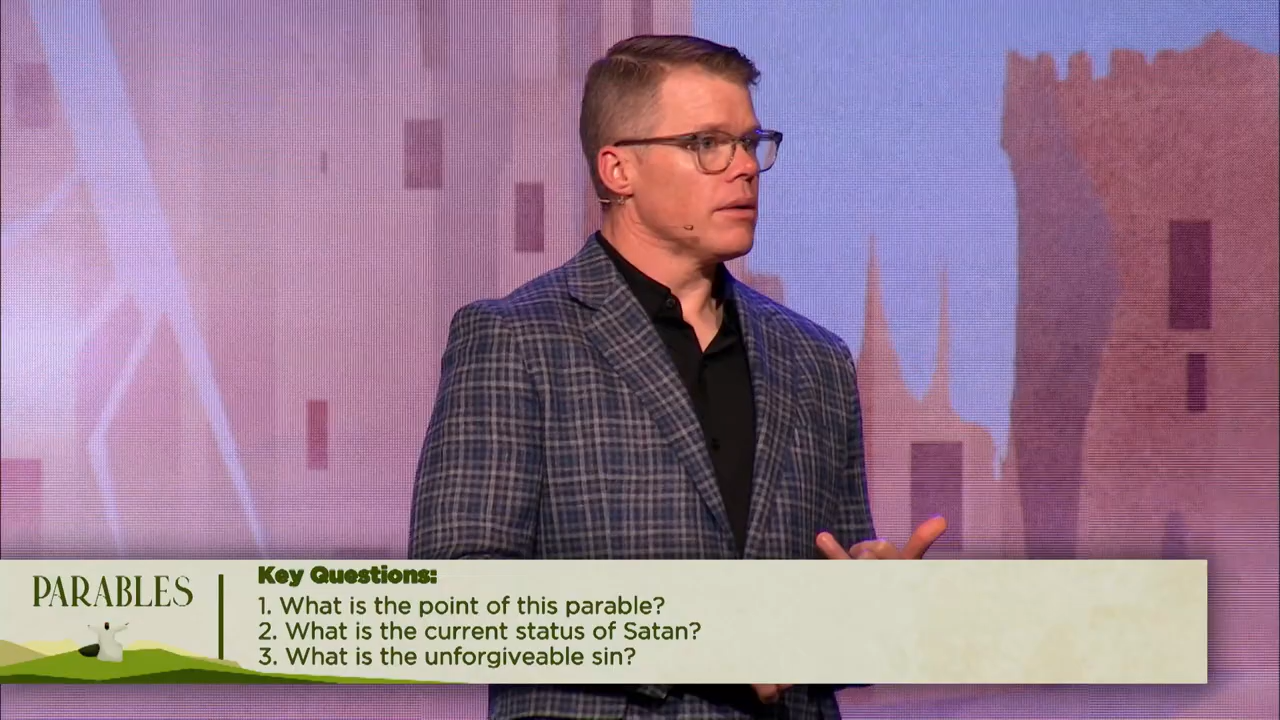 PARABLES
Key Questions:
1. What is the point of this parable?
2. What is the current status of Satan?
3. What is the unforgiveable sin?